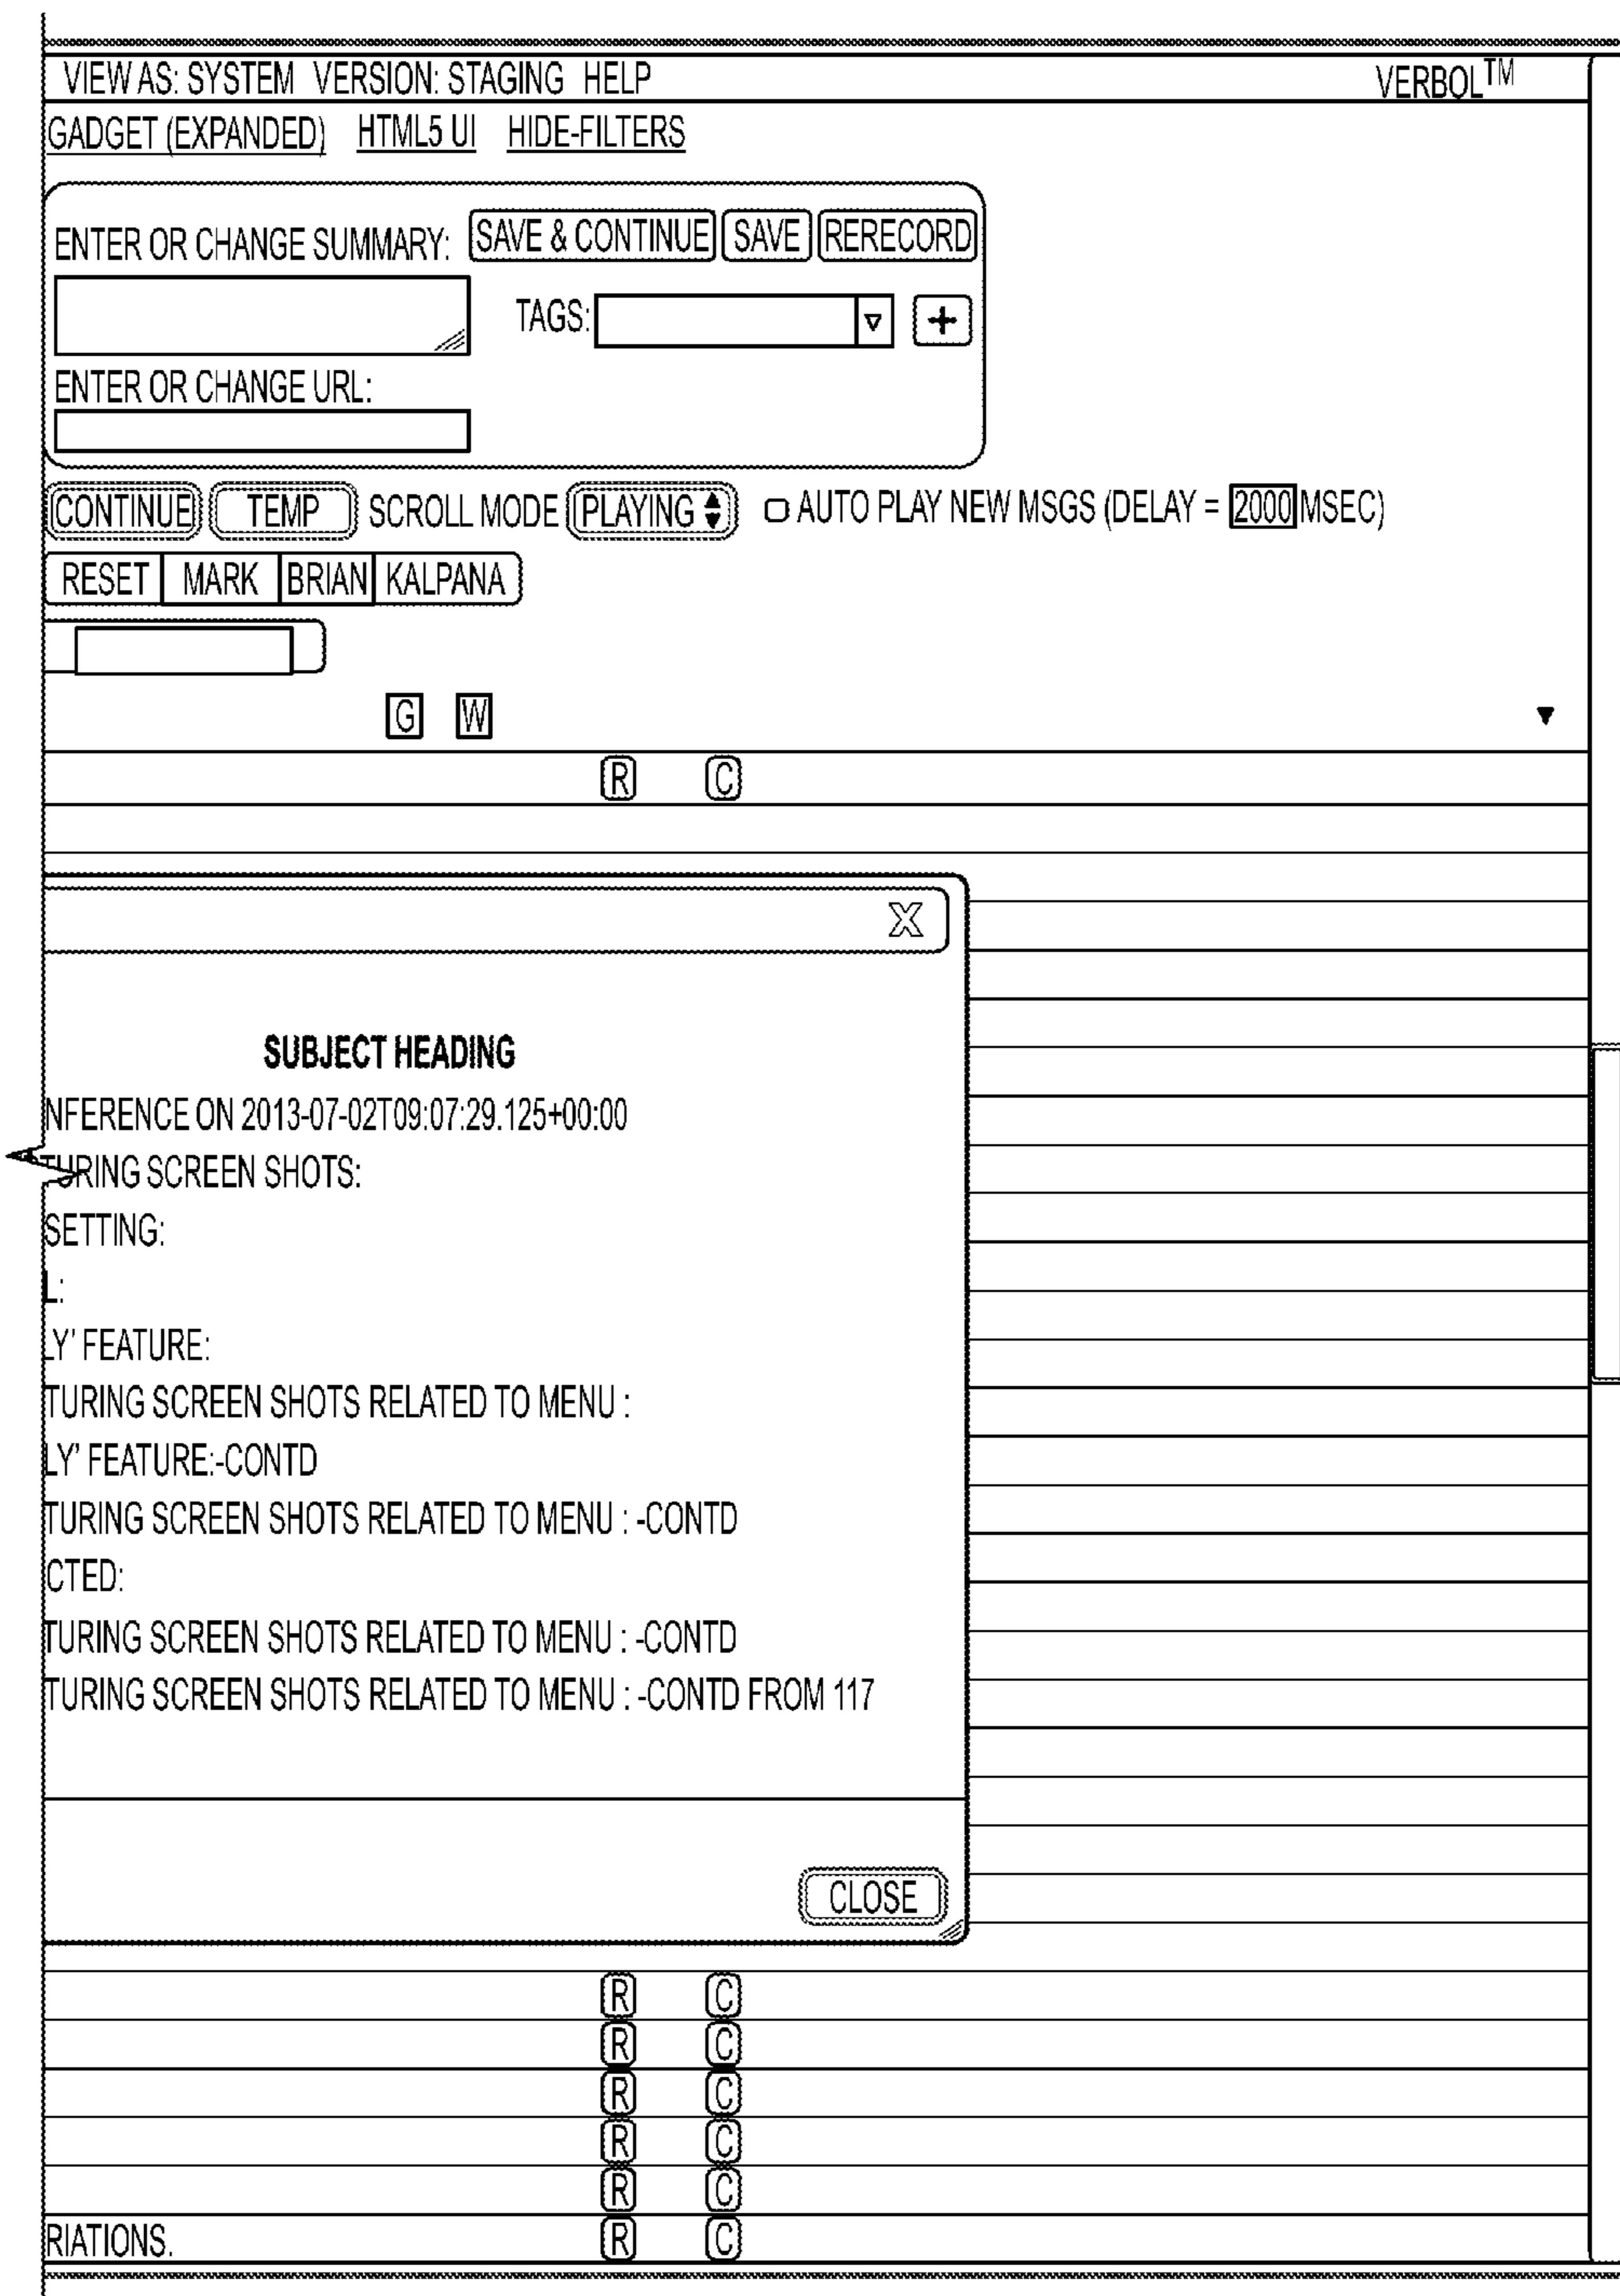 VIEW AS: SYSTEM VERSION: STAGING HELP VERBOL™
GADGET (EXPANDED) HTML5 UI HIDE-FILTERS
ENTER OR CHANGE SUMMARY: SAVE & CONTINUE SAVE RERECORD
TAGS: +
ENTER OR CHANGE URL:
CONTINUE TEMP SCROLL MODE PLAYING AUTO PLAY NEW MSGS (DELAY = 2000 MSEC)
RESET MARK BRIAN KALPANA
G W
R C
X
SUBJECT HEADING
NFERENCE ON 2013-07-02T09:07:29.125+00:00
TURING SCREEN SHOTS:
SETTING:
L:
LY' FEATURE:
TURING SCREEN SHOTS RELATED TO MENU :
LY' FEATURE:-CONTD
TURING SCREEN SHOTS RELATED TO MENU : -CONTD
CTED:
TURING SCREEN SHOTS RELATED TO MENU : -CONTD
TURING SCREEN SHOTS RELATED TO MENU : -CONTD FROM 117
CLOSE
R C
R C
R C
R C
R C
RIATIONS. R C